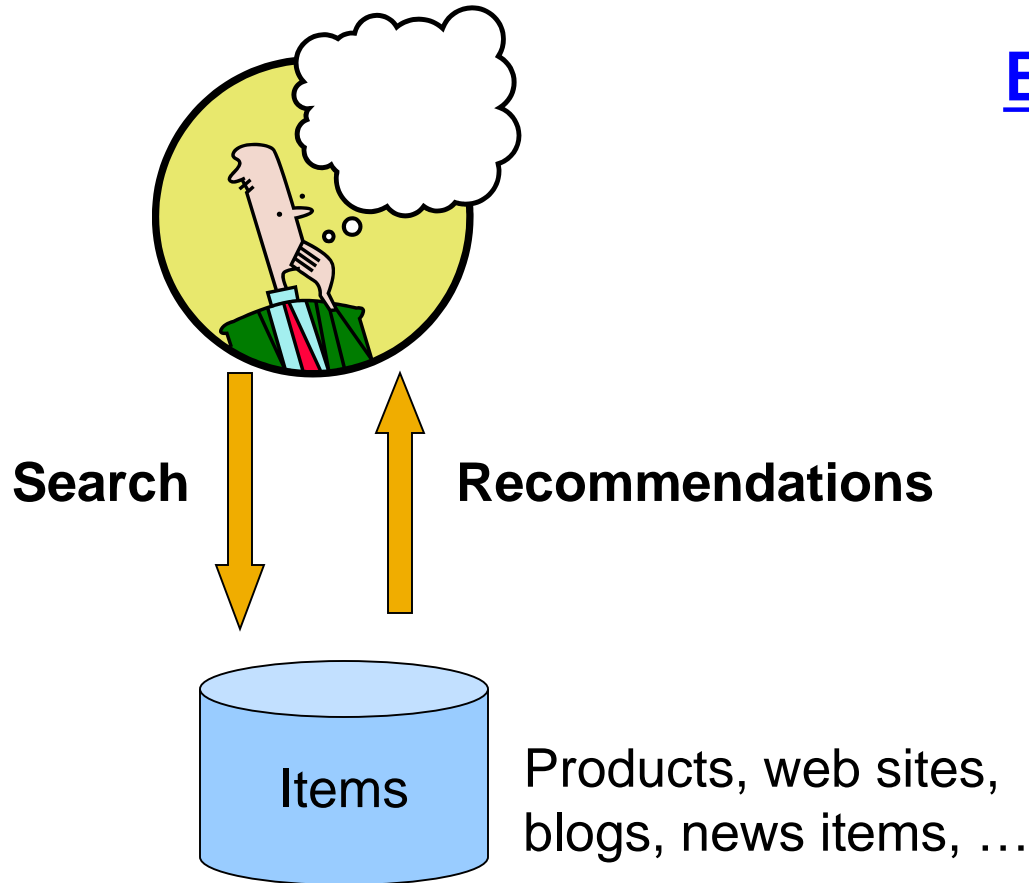 Search
Recommendations
Items
Products, web sites,
blogs, news items, …